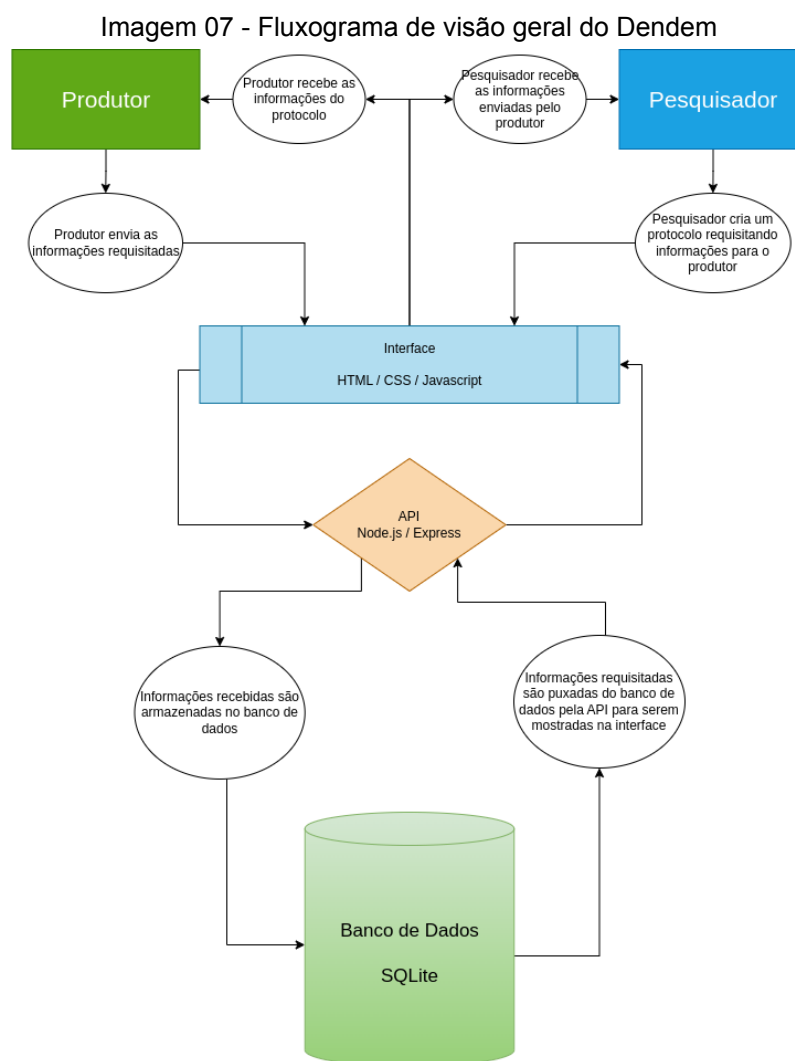 Imagem 07 - Fluxograma de visão geral do Dendem
Produtor
Produtor recebe as
informações do
protocolo
Pesquisador recebe
as informações
enviadas pelo
produtor
Pesquisador
Produtor envia as
informações requisitadas
Pesquisador cria um
protocolo requisitando
informações para o
produtor
Interface
HTML / CSS / Javascript
API
Node.js / Express
Informações recebidas são
armazenadas no banco de
dados
Informações requisitadas
são puxadas do banco de
dados pela API para serem
mostradas na interface
Banco de Dados
SQLite